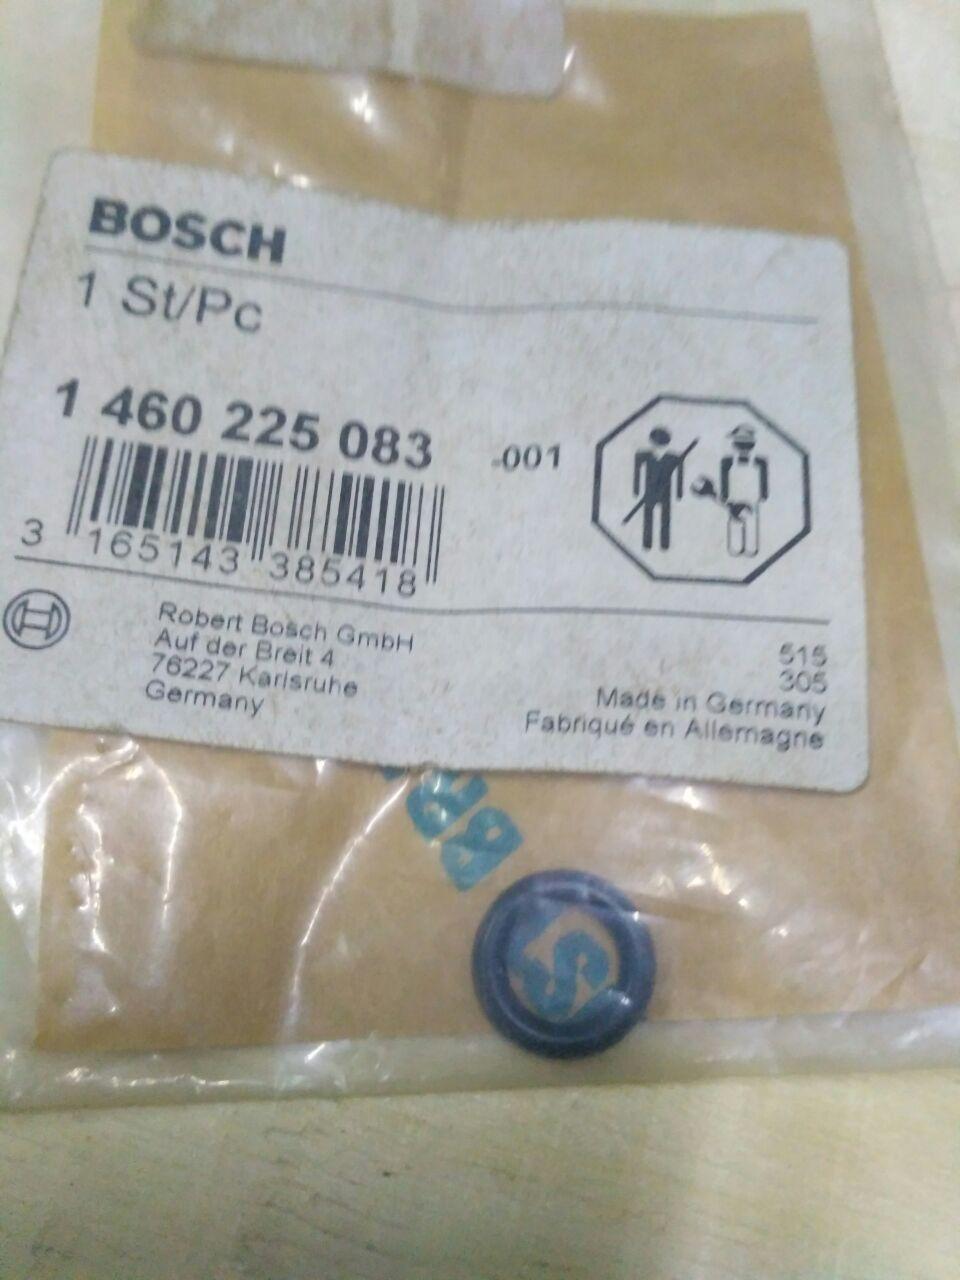 BOSCH
1 St/Pc
1 460 225 083
.001
3 165143 385418
Robert Bosch GmbH
Auf der Breit 4
76227 Karlsruhe
Germany
515
305
Made in Germany
Fabriqué en Allemagne